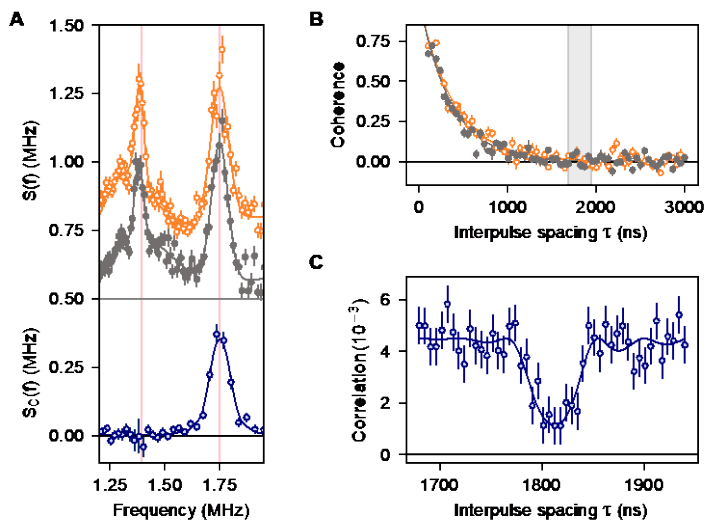 A
1.50
1.25
1.00
0.75
0.50
0.25
0.00
S(f) (MHz)
S_C(f) (MHz)
1.25
1.50
1.75
Frequency (MHz)
B
0.75
0.50
0.25
0.00
Coherence
0
1000
2000
3000
Interpulse spacing τ (ns)
C
6
4
2
0
Correlation (10⁻³)
1700
1800
1900
Interpulse spacing τ (ns)